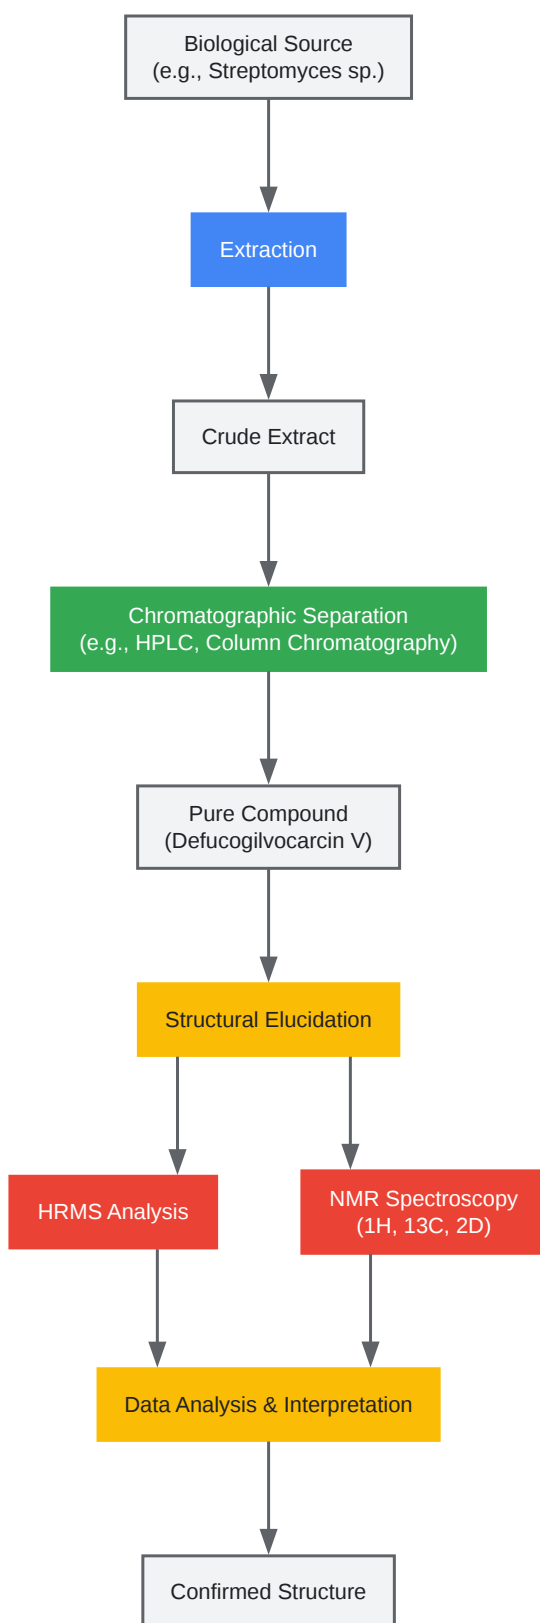 Biological Source
(e.g., Streptomyces sp.)
Extraction
Crude Extract
Chromatographic Separation
(e.g., HPLC, Column Chromatography)
Pure Compound
(Defucogilvocarcin V)
Structural Elucidation
HRMS Analysis
NMR Spectroscopy
(1H, 13C, 2D)
Data Analysis & Interpretation
Confirmed Structure